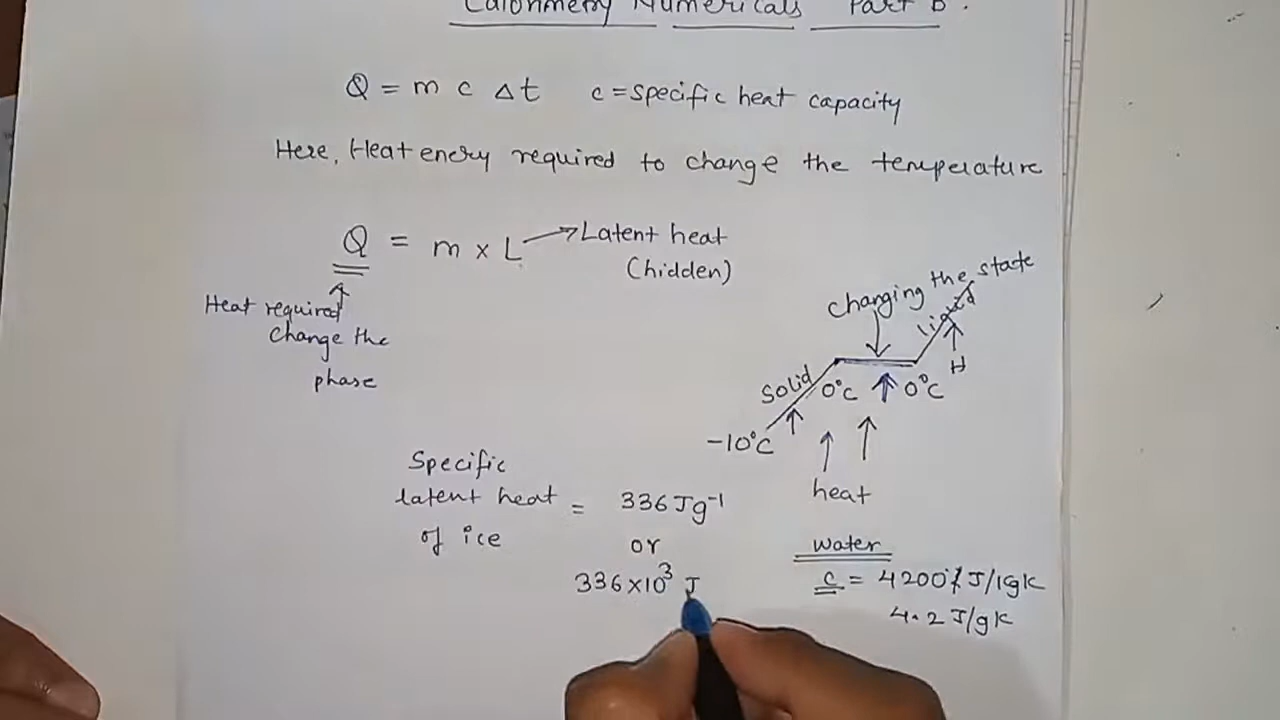 Calorimetry Numericals Part B.
Q = m c Δt c = specific heat capacity
Here, Heat enery required to change the temperature
Q = m x L → Latent heat
(hidden)
Heat required
change the
phase
changing the state
liquid
H
Solid
0°C 0°C
-10°C
heat
Specific
latent heat = 336 Jg⁻¹
of ice
or
336x10³ J
water
c = 4200 J/kgK
4.2 J/gK